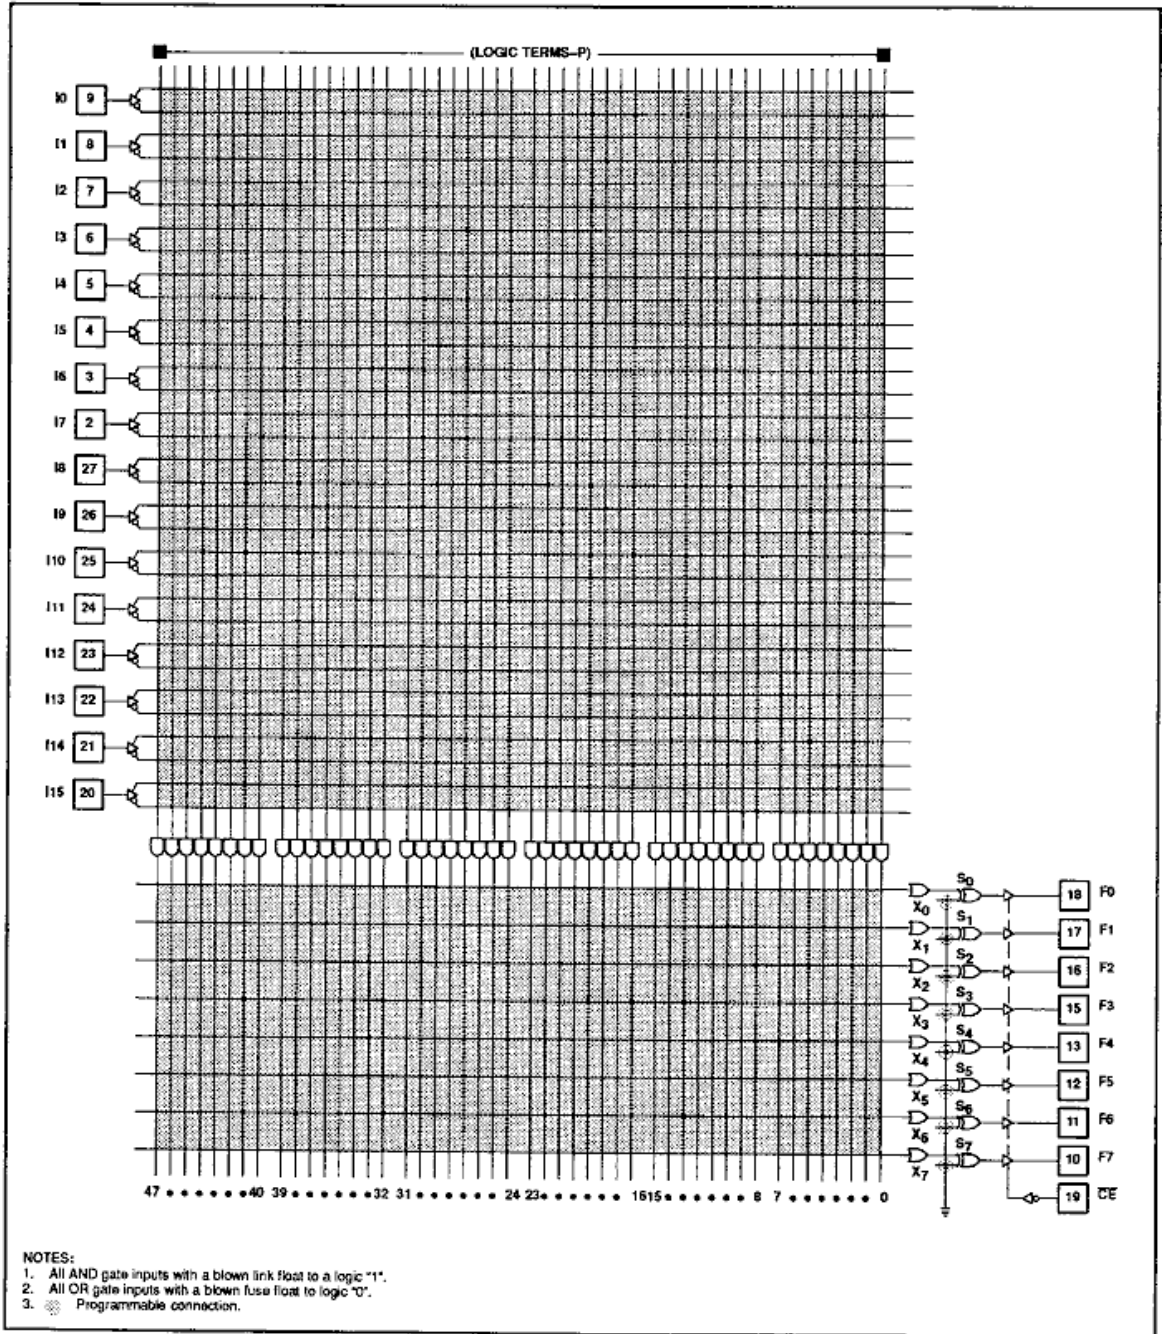 (LOGIC TERMS–P)
I0 9
I1 8
I2 7
I3 6
I4 5
I5 4
I6 3
I7 2
I8 27
I9 26
I10 25
I11 24
I12 23
I13 22
I14 21
I15 20
S0
X0
18 F0
S1
X1
17 F1
S2
X2
16 F2
S3
X3
15 F3
S4
X4
13 F4
S5
X5
12 F5
S6
X6
11 F6
S7
X7
10 F7
47 40 39 32 31 24 23 16 15 8 7 0
19 CE
NOTES:
1. All AND gate inputs with a blown link float to a logic "1".
2. All OR gate inputs with a blown fuse float to logic "0".
3. Programmable connection.